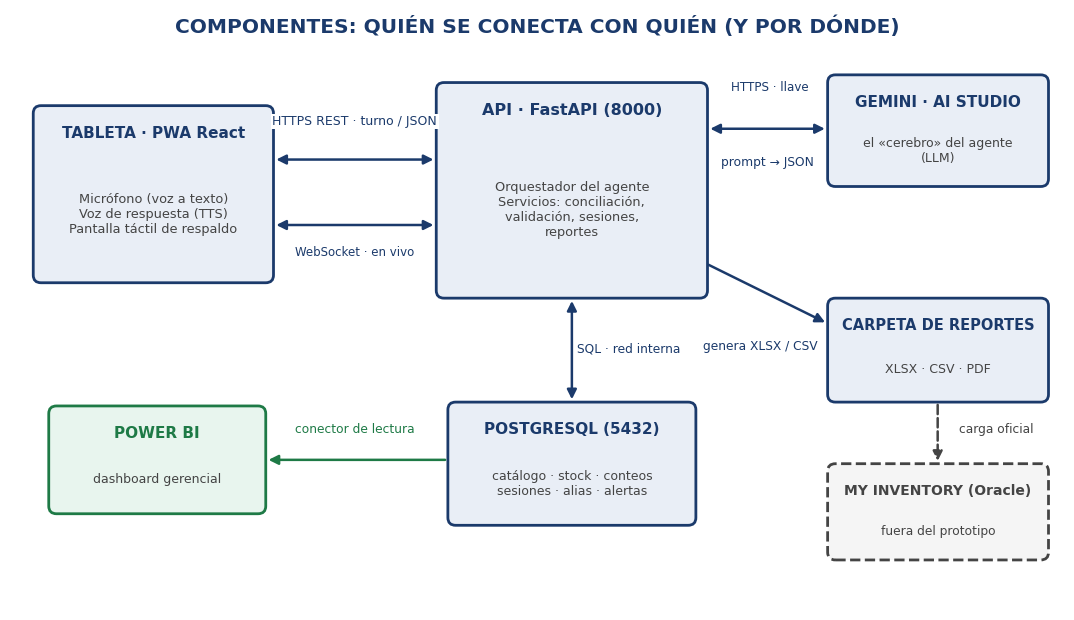 COMPONENTES: QUIÉN SE CONECTA CON QUIÉN (Y POR DÓNDE)
TABLETA · PWA React
Micrófono (voz a texto)
Voz de respuesta (TTS)
Pantalla táctil de respaldo
HTTPS REST · turno / JSON
WebSocket · en vivo
API · FastAPI (8000)
Orquestador del agente
Servicios: conciliación,
validación, sesiones,
reportes
HTTPS · llave
prompt → JSON
GEMINI · AI STUDIO
el «cerebro» del agente
(LLM)
SQL · red interna
genera XLSX / CSV
CARPETA DE REPORTES
XLSX · CSV · PDF
POWER BI
dashboard gerencial
conector de lectura
POSTGRESQL (5432)
catálogo · stock · conteos
sesiones · alias · alertas
carga oficial
MY INVENTORY (Oracle)
fuera del prototipo